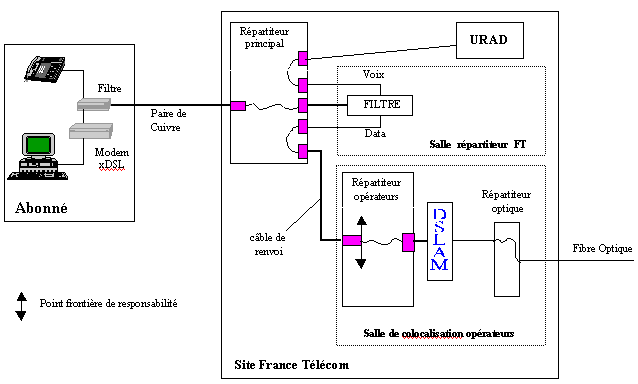 Répartiteur
principal
URAD
Filtre
Voix
FILTRE
Paire de
Cuivre
Data
Salle répartiteur FT
Modem
xDSL
Abonné
Répartiteur
opérateurs
Répartiteur
optique
DSLAM
câble de
renvoi
Fibre Optique
Point frontière de responsabilité
Salle de colocalisation opérateurs
Site France Télécom